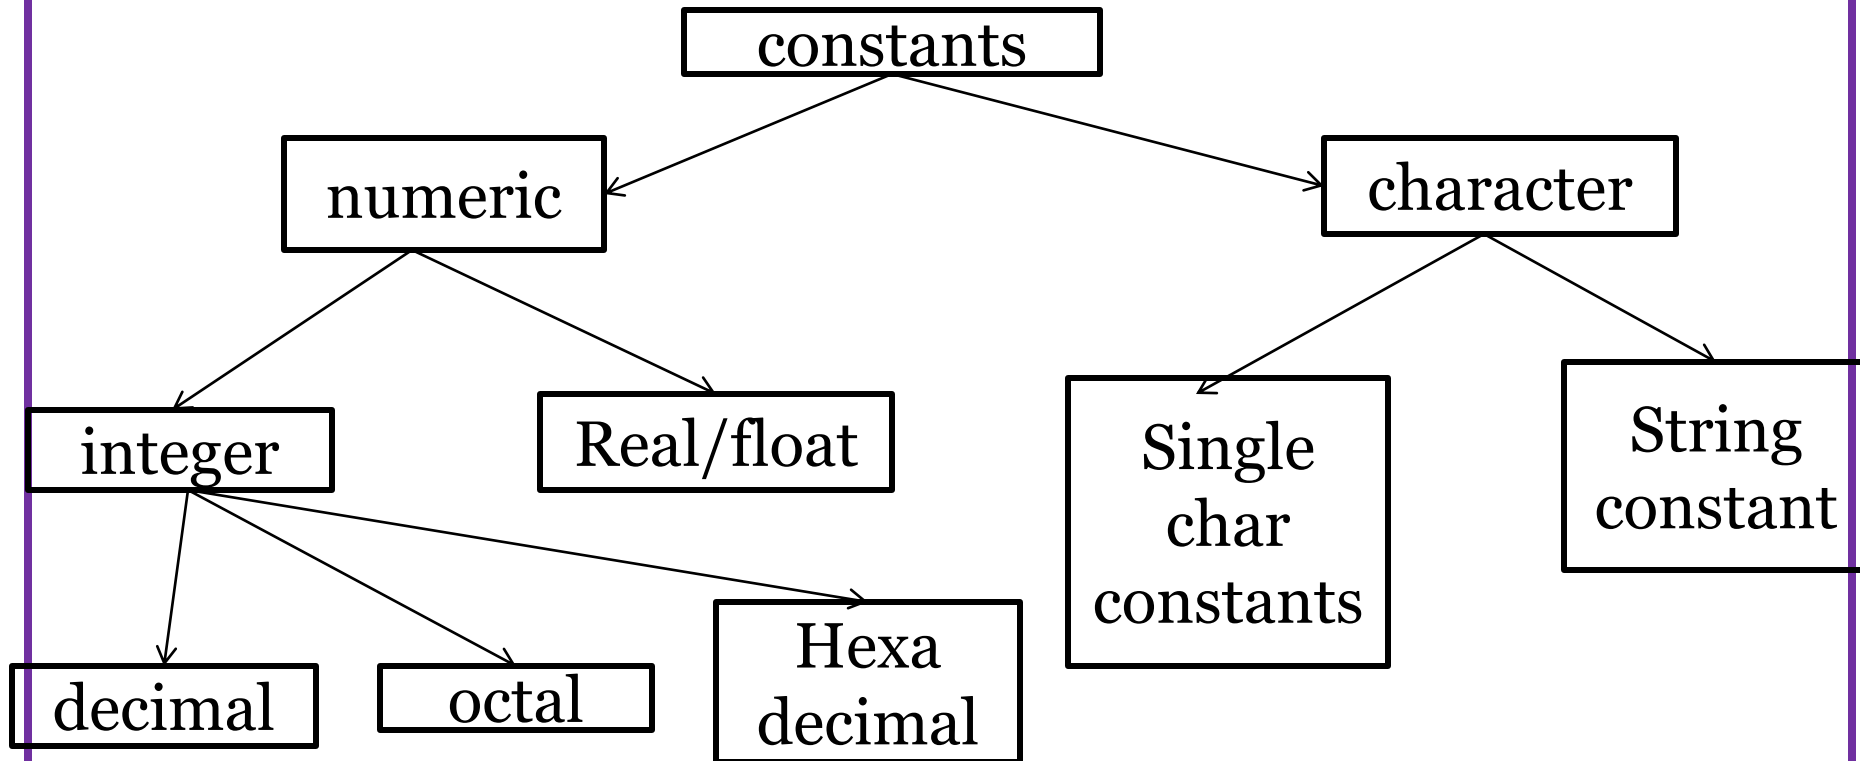 constants
numeric
character
integer
Real/float
Single
char
constants
String
constant
decimal
octal
Hexa
decimal